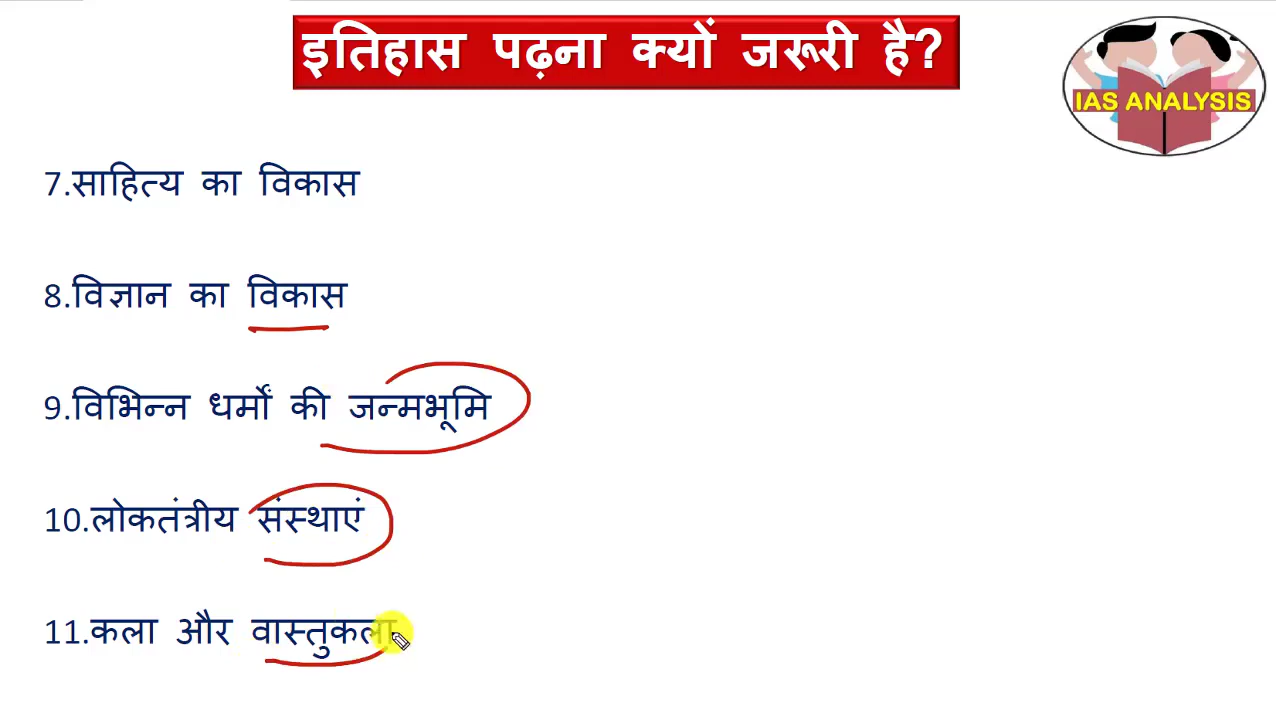 इतिहास पढ़ना क्यों जरूरी है?
IAS ANALYSIS
7.साहित्य का विकास
8.विज्ञान का विकास
9.विभिन्न धर्मों की जन्मभूमि
10.लोकतंत्रीय संस्थाएं
11.कला और वास्तुकला